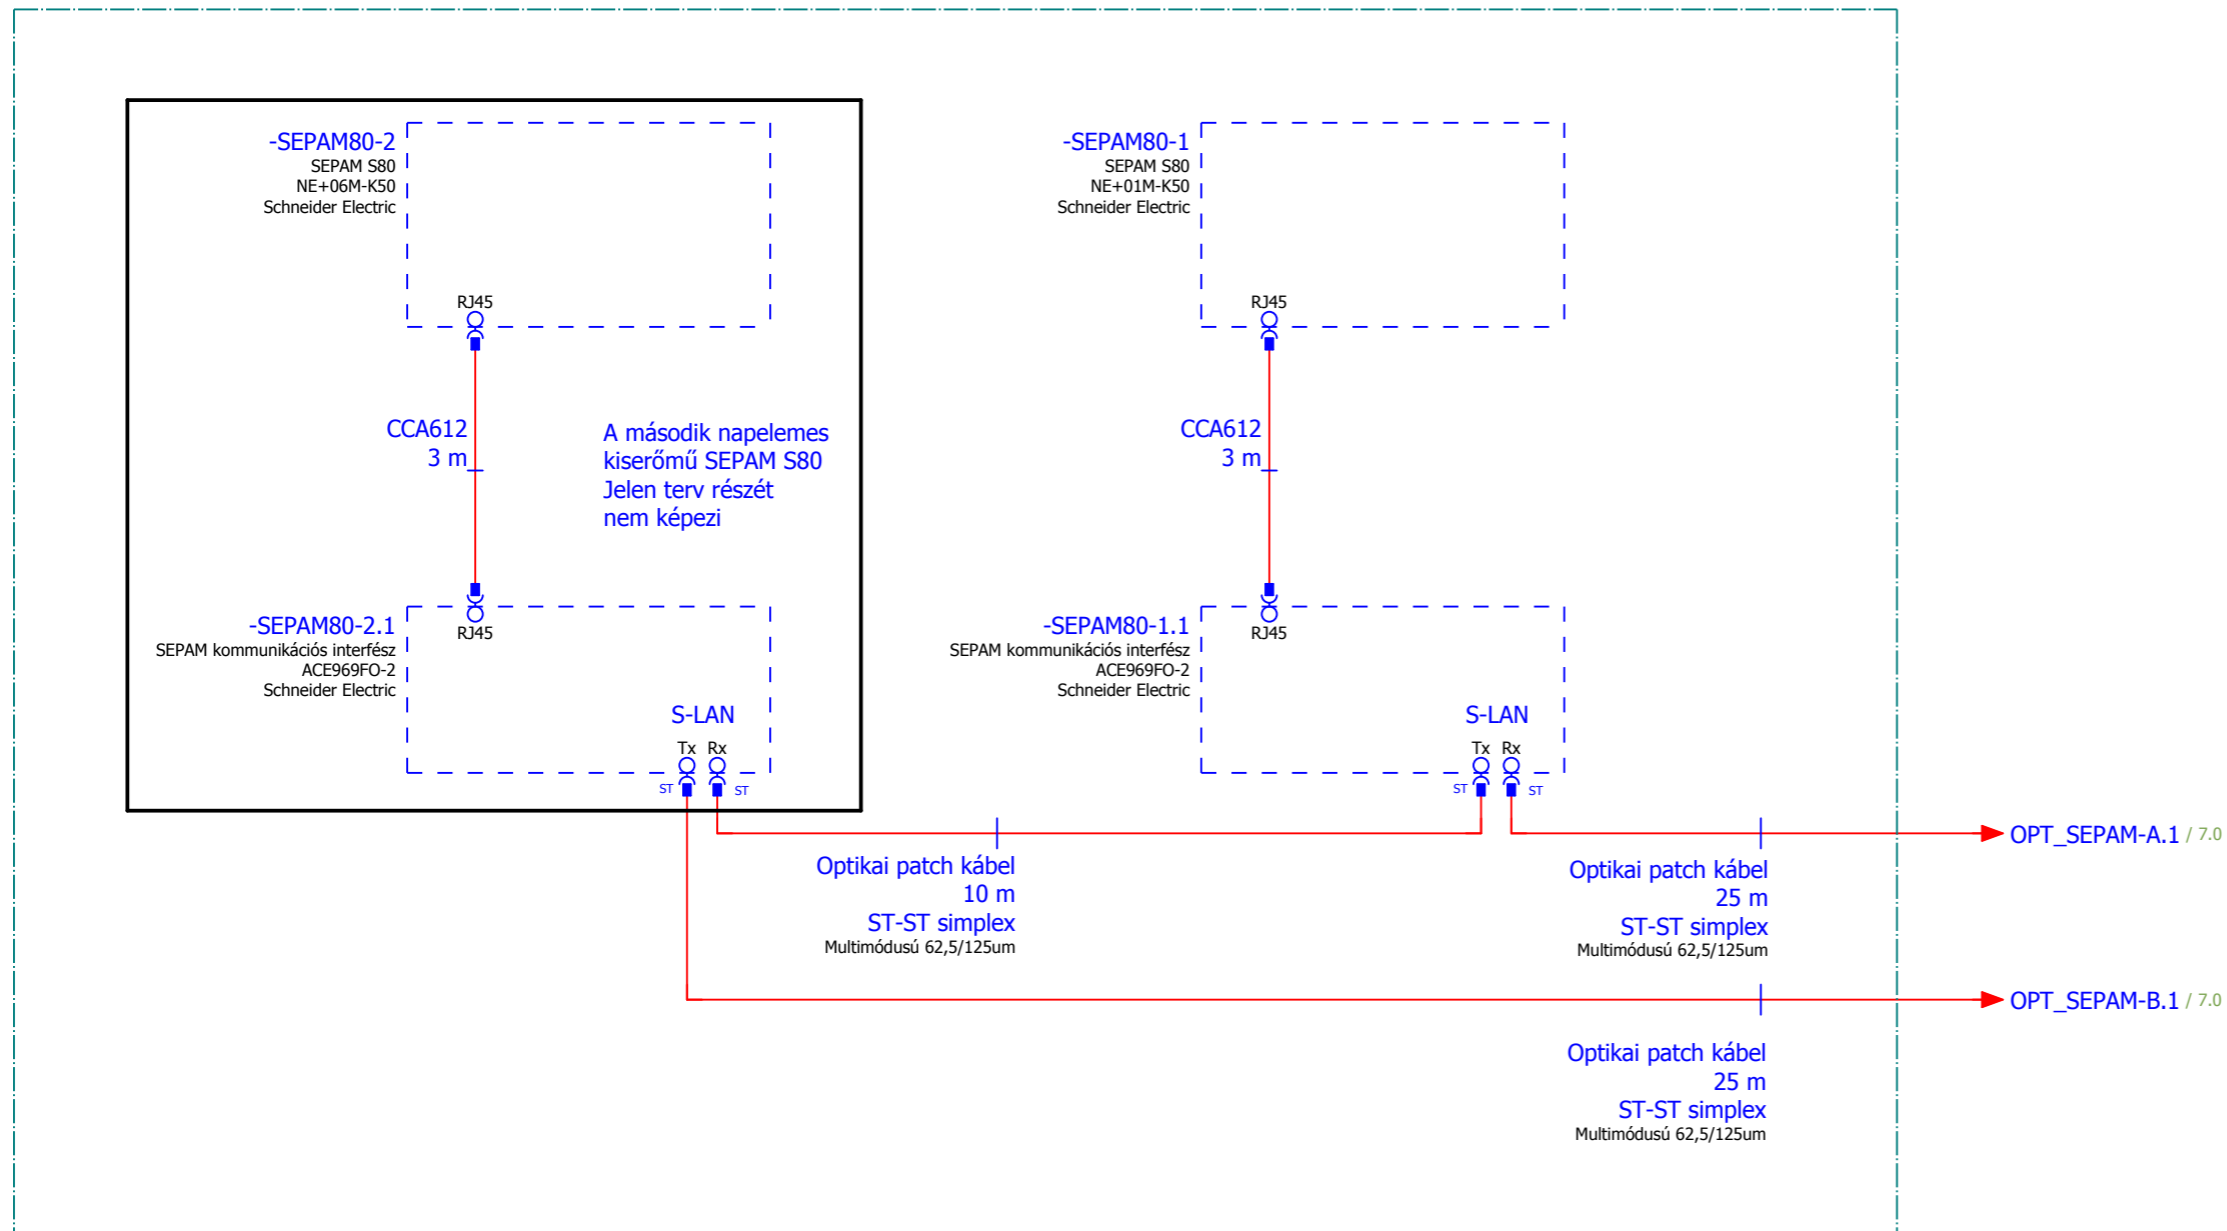 -SEPAM80-2
SEPAM S80
NE+06M-K50
Schneider Electric
RJ45
CCA612
3 m
A második napelemes
kiserőmű SEPAM S80
Jelen terv részét
nem képezi
-SEPAM80-2.1
SEPAM kommunikációs interfész
ACE969FO-2
Schneider Electric
RJ45
S-LAN
Tx Rx
ST ST
-SEPAM80-1
SEPAM S80
NE+01M-K50
Schneider Electric
RJ45
CCA612
3 m
-SEPAM80-1.1
SEPAM kommunikációs interfész
ACE969FO-2
Schneider Electric
RJ45
S-LAN
Tx Rx
ST ST
Optikai patch kábel
10 m
ST-ST simplex
Multimódusú 62,5/125um
Optikai patch kábel
25 m
ST-ST simplex
Multimódusú 62,5/125um
OPT_SEPAM-A.1 / 7.0
OPT_SEPAM-B.1 / 7.0
Optikai patch kábel
25 m
ST-ST simplex
Multimódusú 62,5/125um